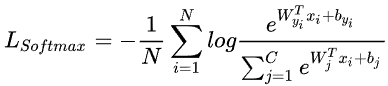 L_{Softmax} = -\frac{1}{N} \sum_{i=1}^{N} log \frac{e^{W_{y_i}^T x_i + b_{y_i}}}{\sum_{j=1}^{C} e^{W_j^T x_i + b_j}}